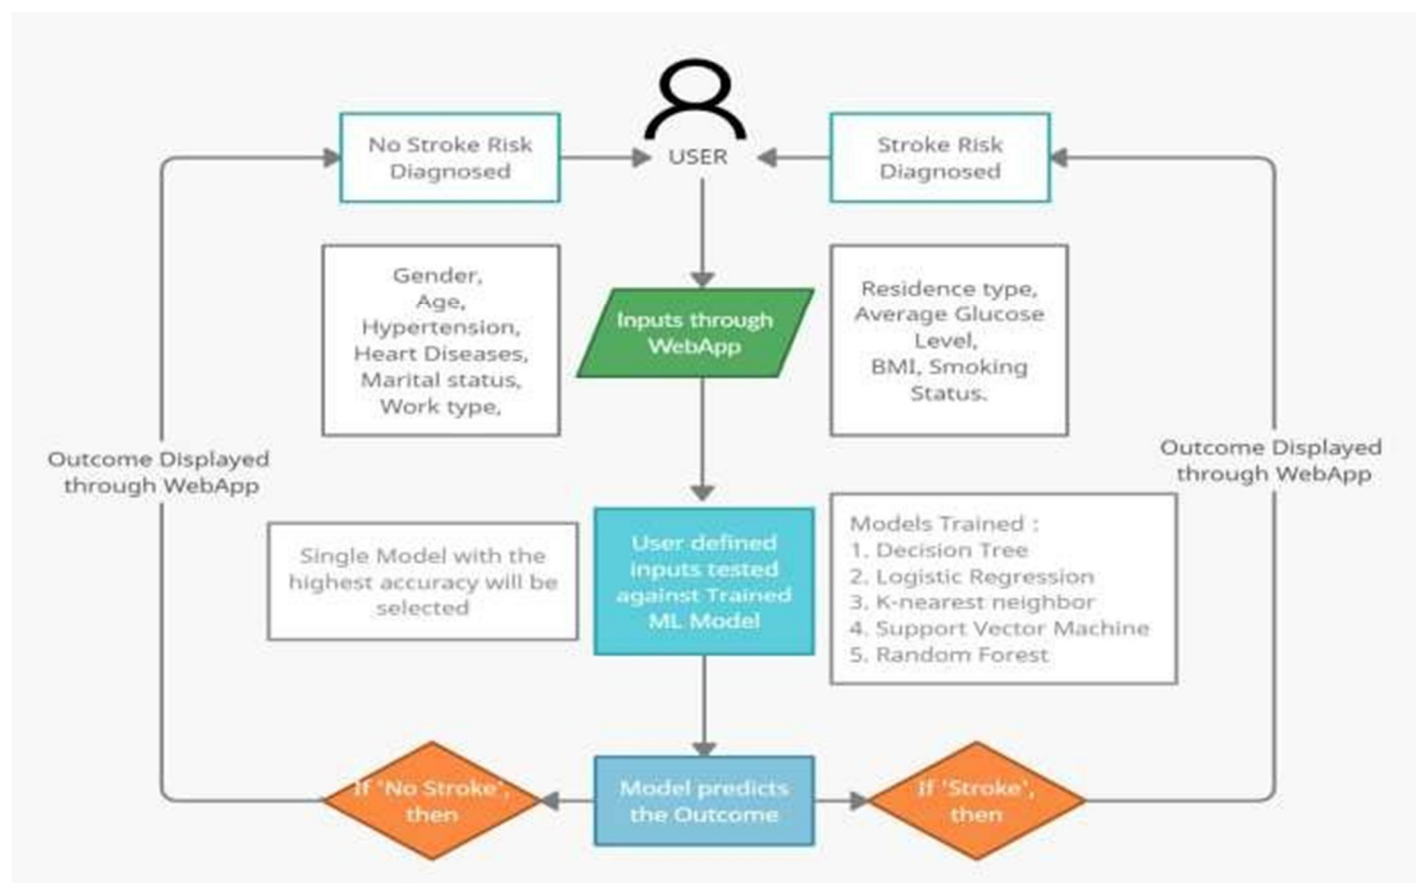 No Stroke Risk
Diagnosed
USER
Stroke Risk
Diagnosed
Gender,
Age,
Hypertension,
Heart Diseases,
Marital status,
Work type,
Inputs through
WebApp
Residence type,
Average Glucose
Level,
BMI, Smoking
Status.
Outcome Displayed
through WebApp
Outcome Displayed
through WebApp
Single Model with the
highest accuracy will be
selected
User defined
inputs tested
against Trained
ML Model
Models Trained :
1. Decision Tree
2. Logistic Regression
3. K-nearest neighbor
4. Support Vector Machine
5. Random Forest
If 'No Stroke',
then
Model predicts
the Outcome
If 'Stroke',
then